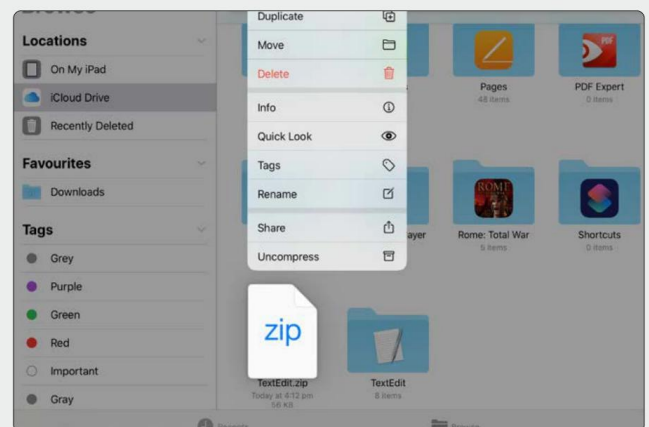 Locations
On My iPad
iCloud Drive
Recently Deleted
Favourites
Downloads
Tags
Grey
Purple
Green
Red
Important
Gray
Duplicate
Move
Delete
Info
Quick Look
Tags
Rename
Share
Uncompress
Pages
48 items
PDF Expert
0 items
PDF
ROME
ayer
Rome: Total War
5 items
Shortcuts
0 items
zip
TextEdit.zip
Today at 4:12 pm
56 KB
TextEdit
8 items